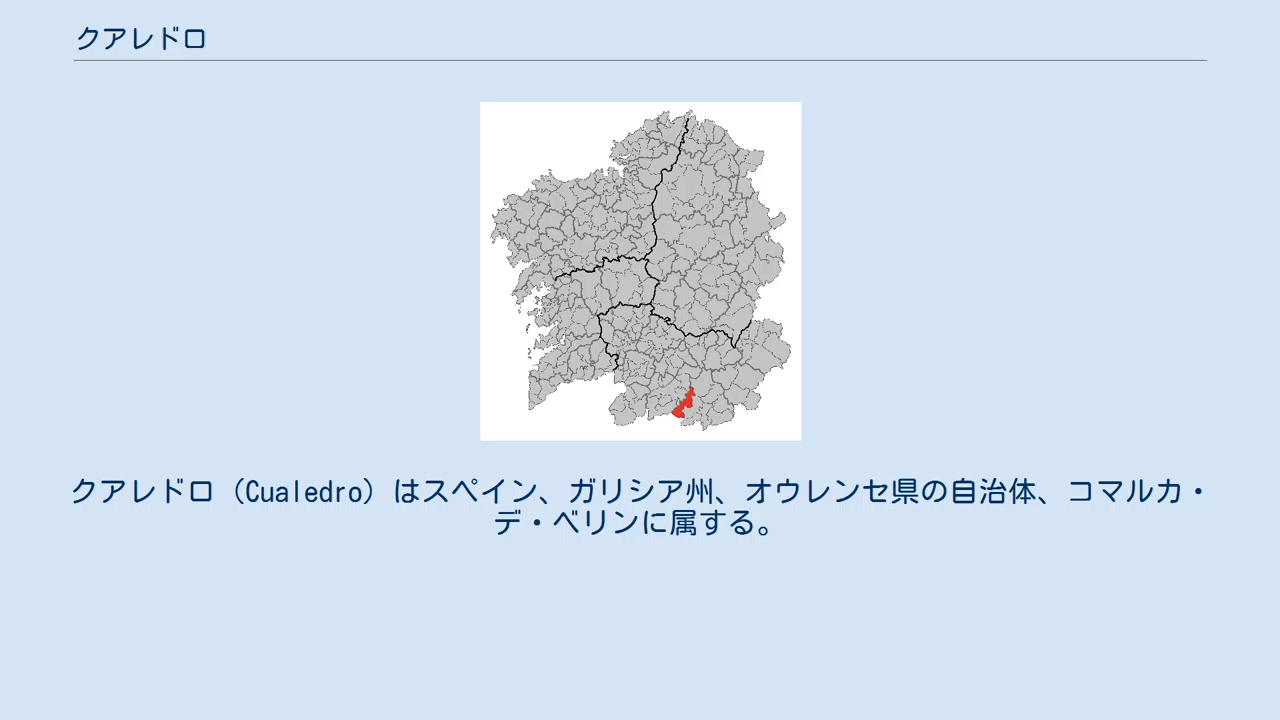 クアレドロ
クアレドロ（Cualedro）はスペイン、ガリシア州、オウレンセ県の自治体、コマルカ・
デ・ベリンに属する。